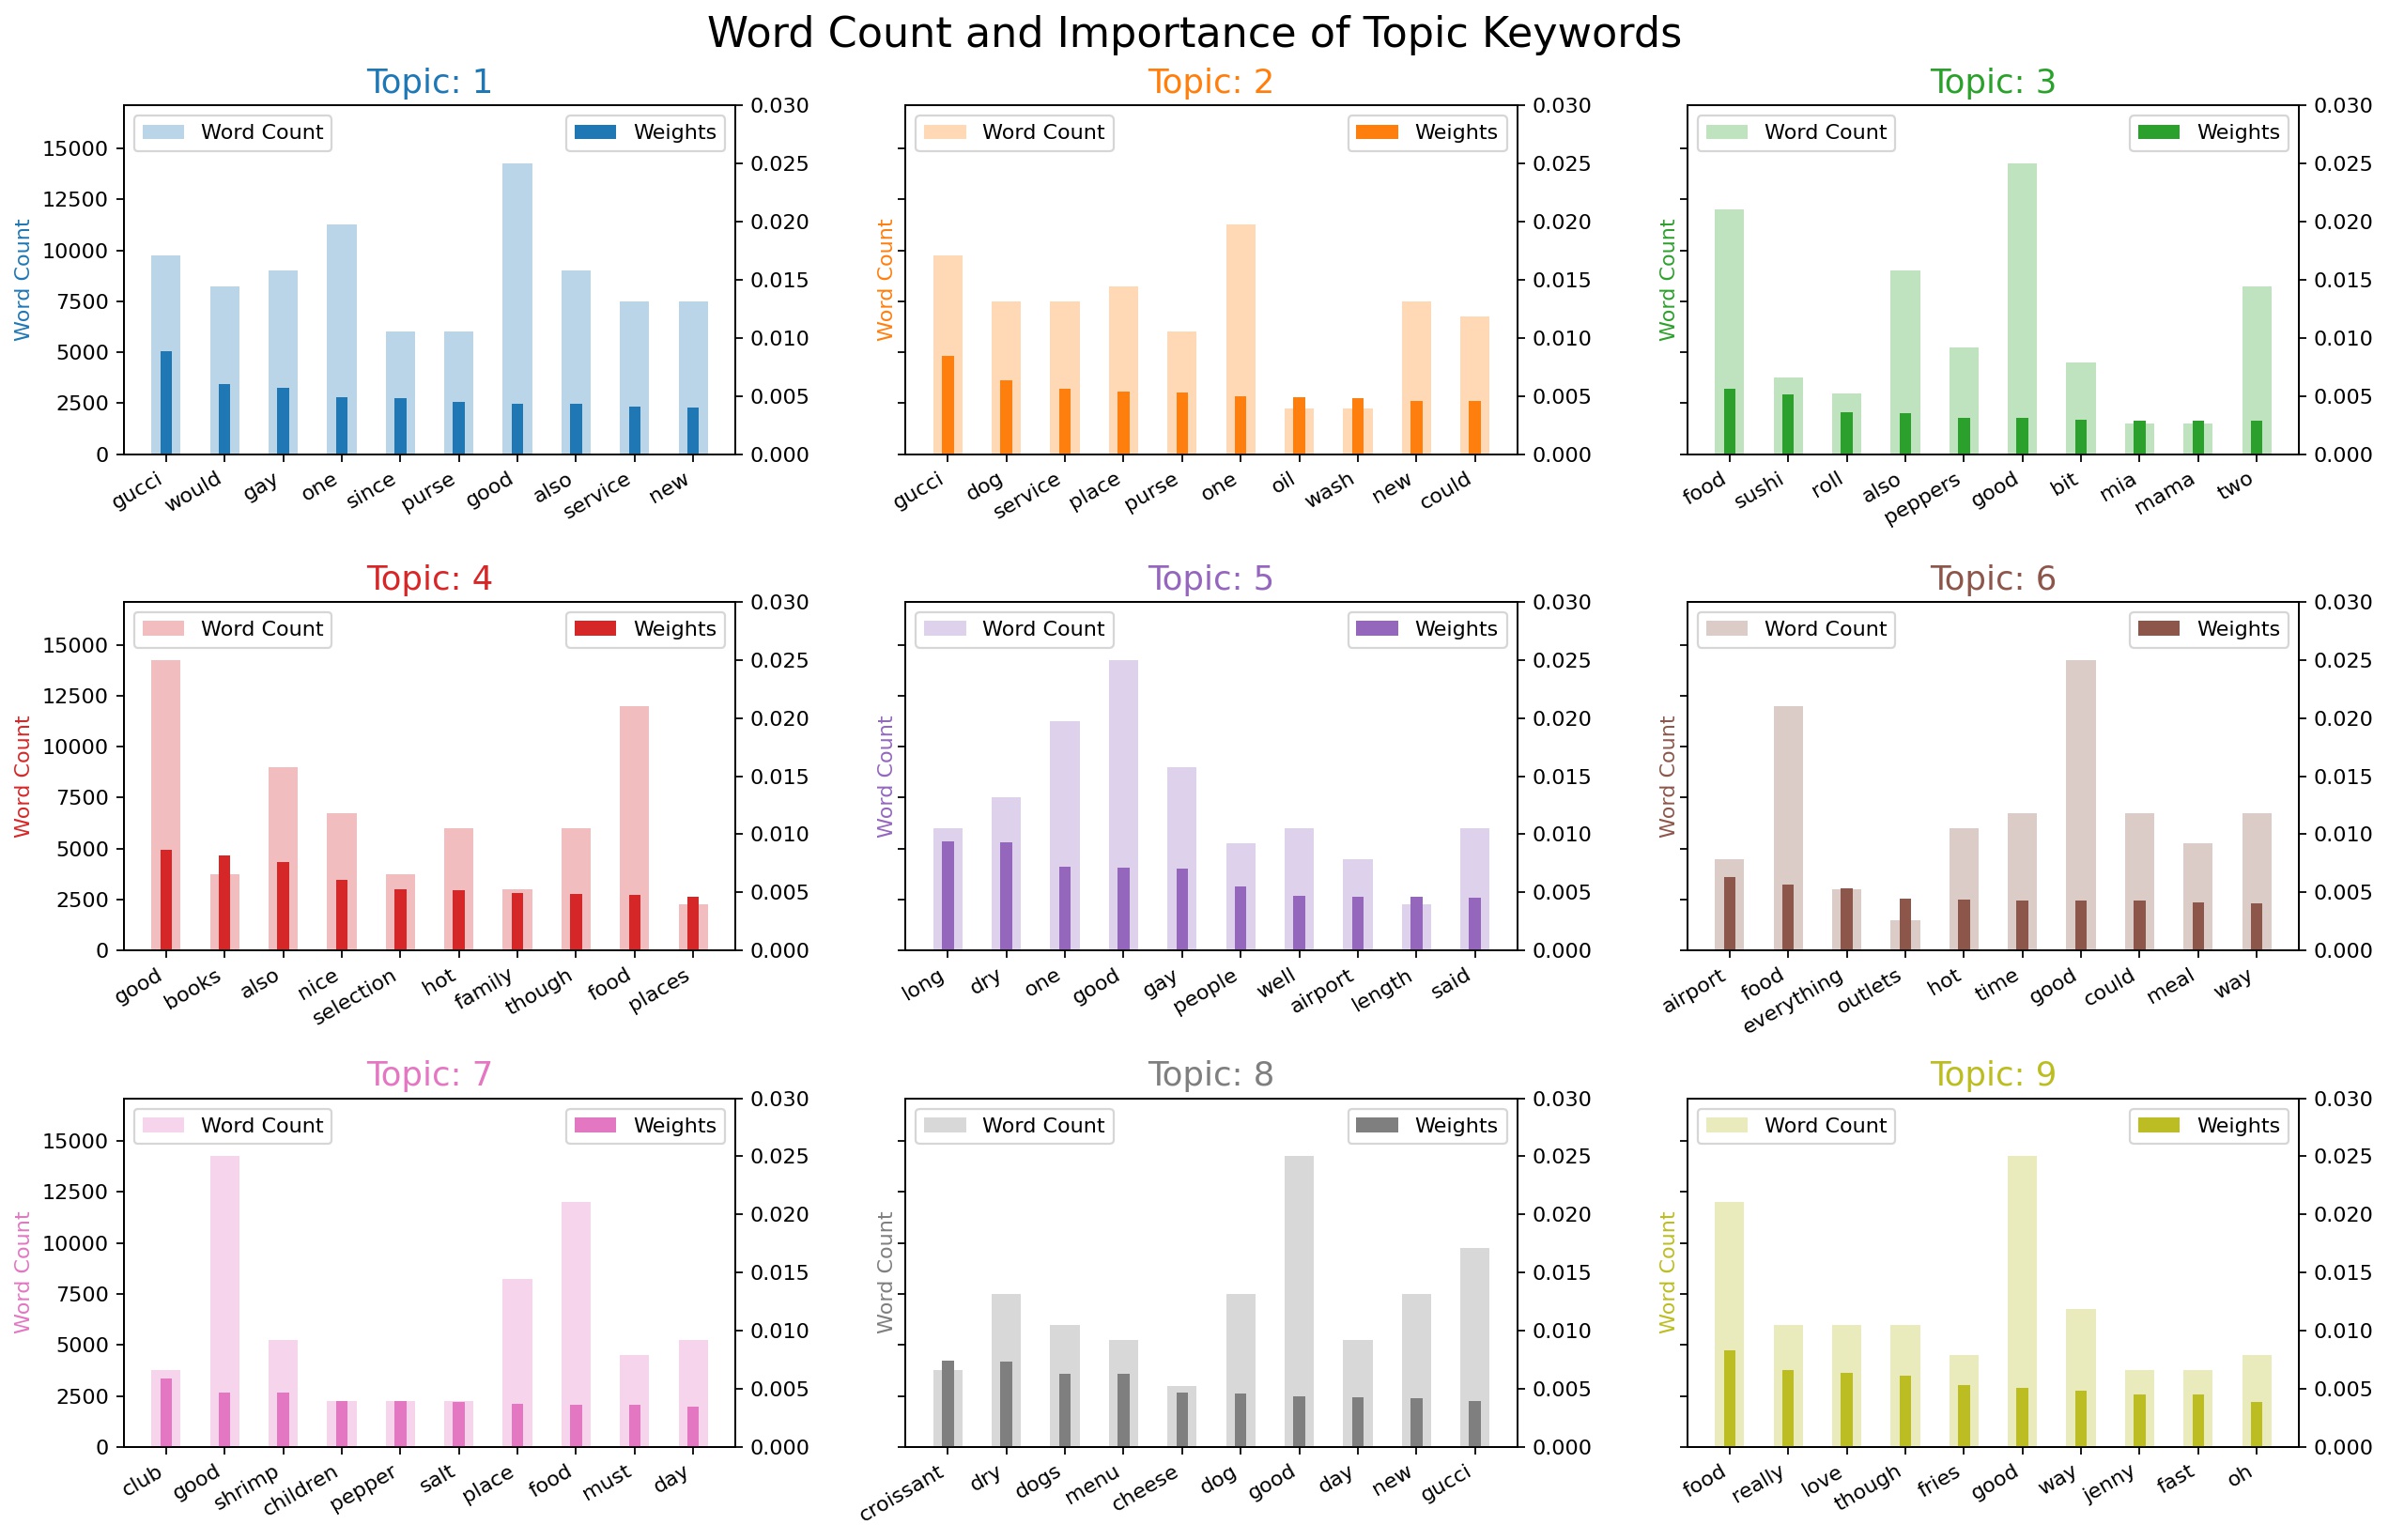 Word Count and Importance of Topic Keywords
Topic: 1
Word Count
Weights
Word Count
15000
12500
10000
7500
5000
2500
0
0.030
0.025
0.020
0.015
0.010
0.005
0.000
gucci would gay one since purse good also service new
Topic: 2
Word Count
Weights
Word Count
0.030
0.025
0.020
0.015
0.010
0.005
0.000
gucci dog service place purse one oil wash new could
Topic: 3
Word Count
Weights
Word Count
0.030
0.025
0.020
0.015
0.010
0.005
0.000
food sushi roll also peppers good bit mia mama two
Topic: 4
Word Count
Weights
Word Count
15000
12500
10000
7500
5000
2500
0
0.030
0.025
0.020
0.015
0.010
0.005
0.000
good books also nice selection hot family though food places
Topic: 5
Word Count
Weights
Word Count
0.030
0.025
0.020
0.015
0.010
0.005
0.000
long dry one good gay people well airport length said
Topic: 6
Word Count
Weights
Word Count
0.030
0.025
0.020
0.015
0.010
0.005
0.000
airport food everything outlets hot time good could meal way
Topic: 7
Word Count
Weights
Word Count
15000
12500
10000
7500
5000
2500
0
0.030
0.025
0.020
0.015
0.010
0.005
0.000
club good shrimp children pepper salt place food must day
Topic: 8
Word Count
Weights
Word Count
0.030
0.025
0.020
0.015
0.010
0.005
0.000
croissant dry dogs menu cheese dog good day new gucci
Topic: 9
Word Count
Weights
Word Count
0.030
0.025
0.020
0.015
0.010
0.005
0.000
food really love though fries good way jenny fast oh